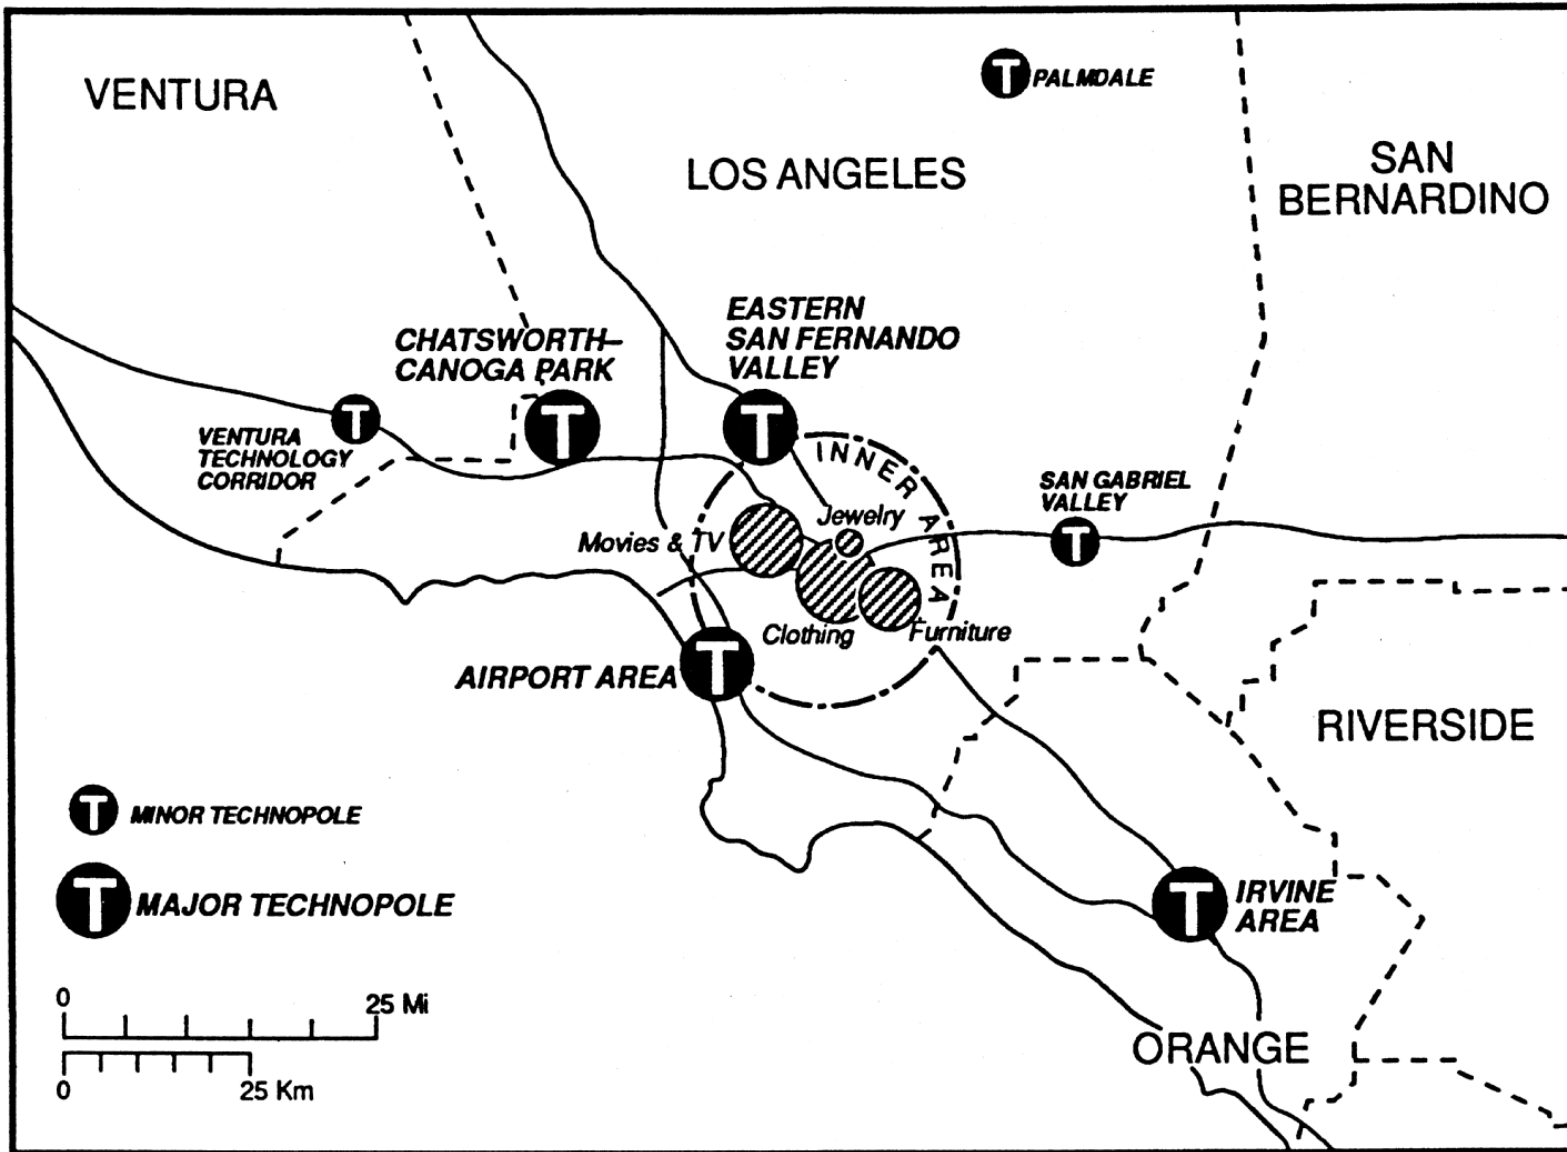 VENTURA
T PALMDALE
LOS ANGELES
SAN
BERNARDINO
EASTERN
SAN FERNANDO
VALLEY
CHATSWORTH–
CANOGA PARK
T
T
T
VENTURA
TECHNOLOGY
CORRIDOR
INNER AREA
SAN GABRIEL
VALLEY
T
Jewelry
Movies & TV
Clothing
Furniture
AIRPORT AREA T
RIVERSIDE
T MINOR TECHNOPOLE
T MAJOR TECHNOPOLE
T IRVINE
AREA
0 25 Mi
0 25 Km
ORANGE